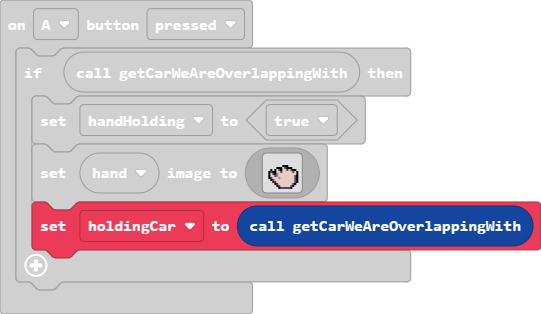 on A button pressed
if call getCarWeAreOverlappingWith then
set handHolding to true
set hand image to
set holdingCar to call getCarWeAreOverlappingWith